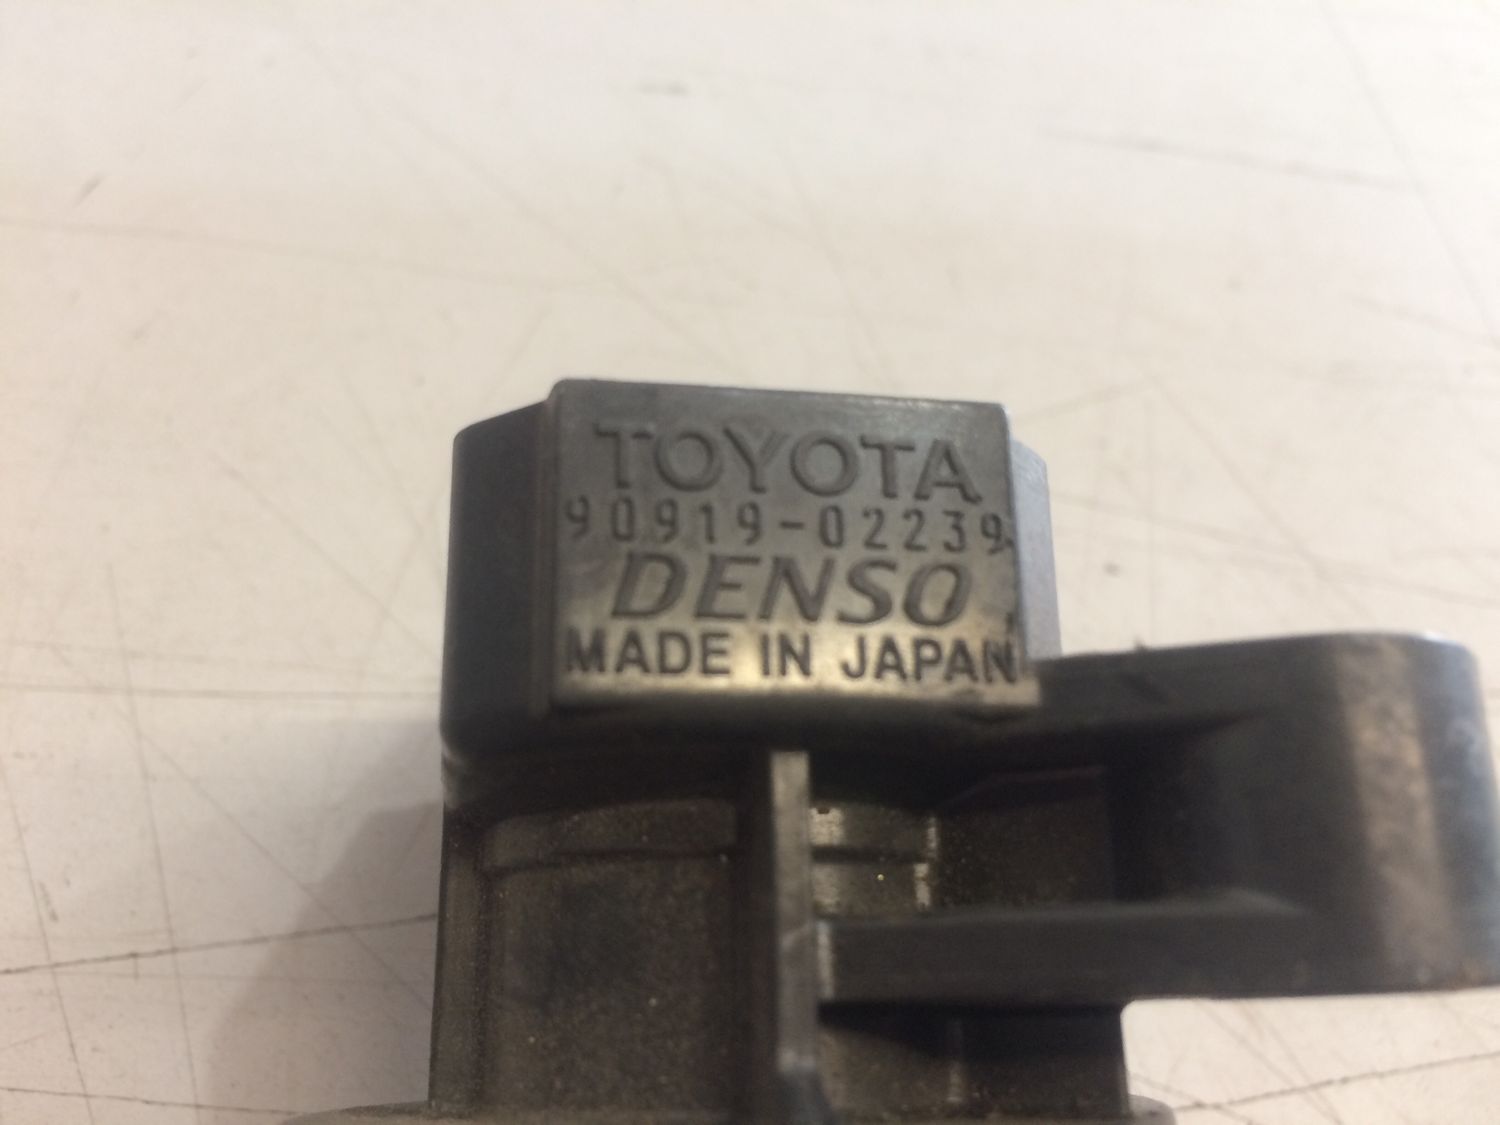 TOYOTA
90919-02239
DENSO
MADE IN JAPAN